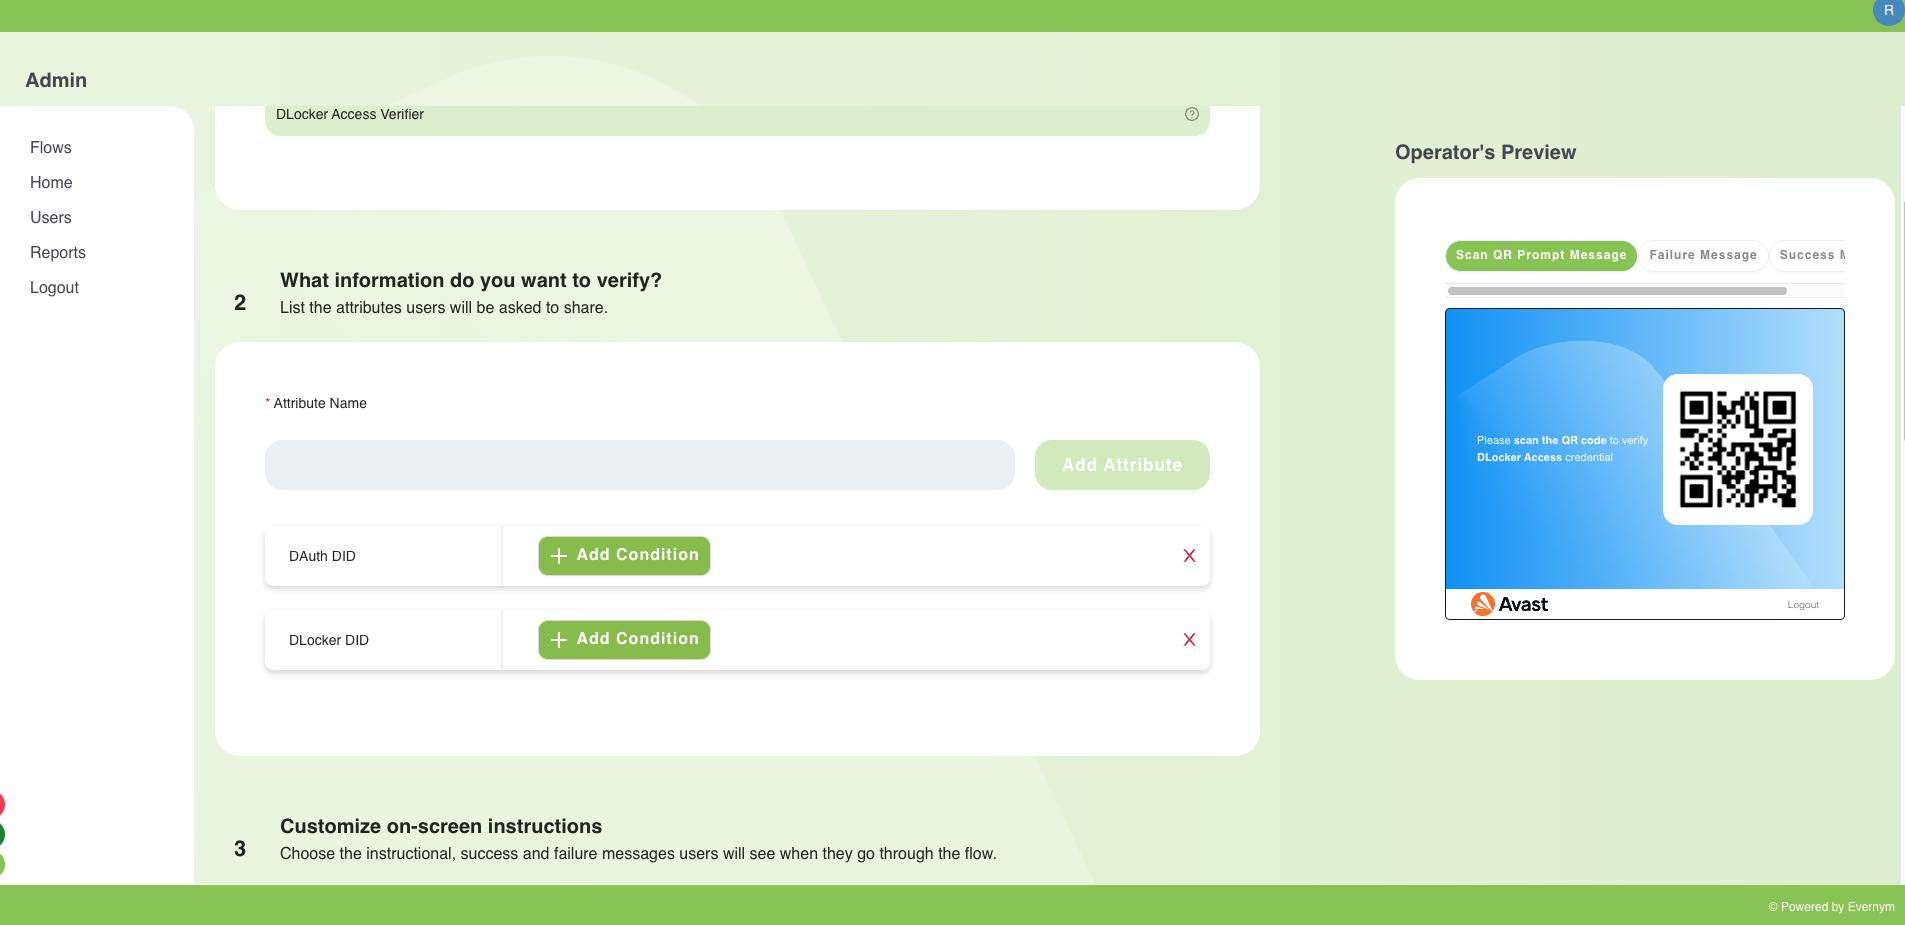 R
Admin
Flows
Home
Users
Reports
Logout
DLocker Access Verifier
?
2
What information do you want to verify?
List the attributes users will be asked to share.
* Attribute Name
Add Attribute
DAuth DID
+ Add Condition
X
DLocker DID
+ Add Condition
X
3
Customize on-screen instructions
Choose the instructional, success and failure messages users will see when they go through the flow.
Operator's Preview
Scan QR Prompt Message
Failure Message
Success M
Please scan the QR code to verify
DLocker Access credential
Avast
Logout
© Powered by Evernym